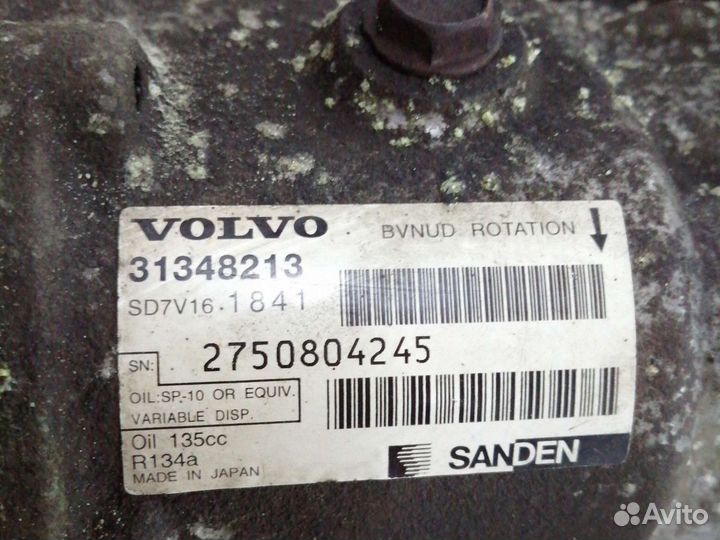 VOLVO
BVNUD ROTATION
31348213
SD7V16 1841
SN: 2750804245
OIL:SP-10 OR EQUIV.
VARIABLE DISP.
Oil 135cc
R134a
MADE IN JAPAN
SANDEN
Avito